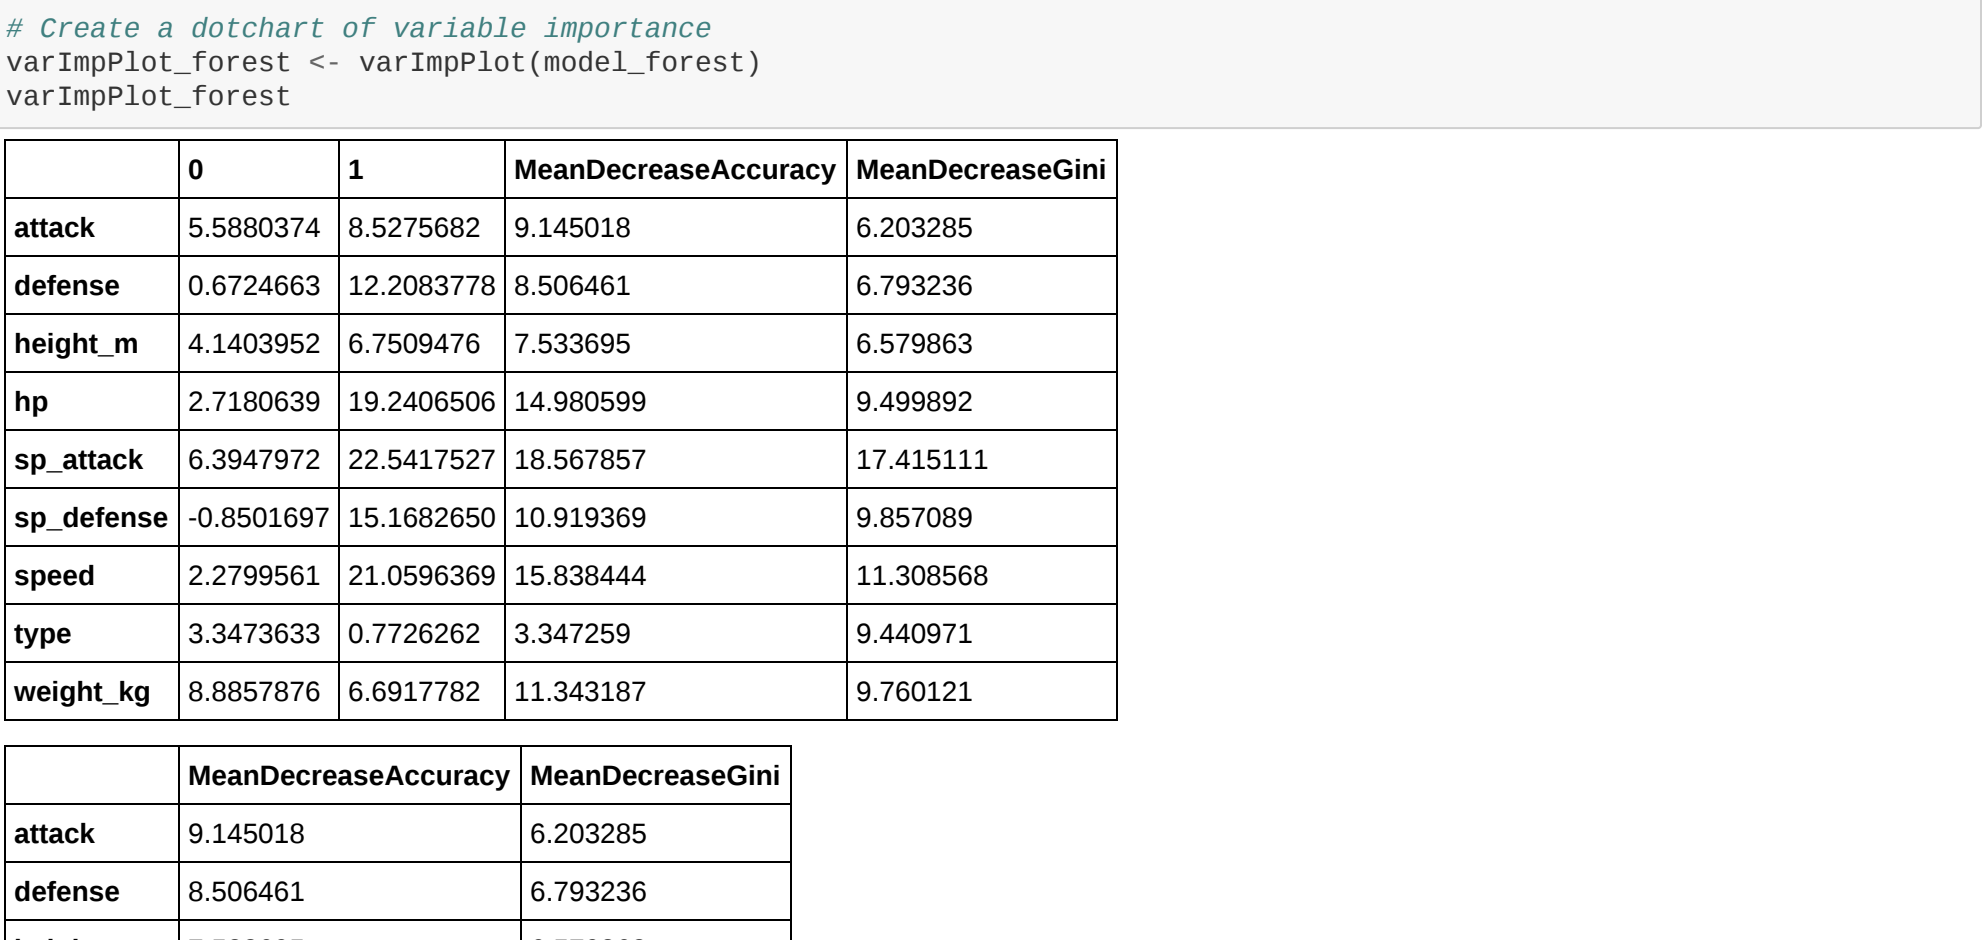 # Create a dotchart of variable importance
varImpPlot_forest <- varImpPlot(model_forest)
varImpPlot_forest
0 1 MeanDecreaseAccuracy MeanDecreaseGini
attack 5.5880374 8.5275682 9.145018 6.203285
defense 0.6724663 12.2083778 8.506461 6.793236
height_m 4.1403952 6.7509476 7.533695 6.579863
hp 2.7180639 19.2406506 14.980599 9.499892
sp_attack 6.3947972 22.5417527 18.567857 17.415111
sp_defense -0.8501697 15.1682650 10.919369 9.857089
speed 2.2799561 21.0596369 15.838444 11.308568
type 3.3473633 0.7726262 3.347259 9.440971
weight_kg 8.8857876 6.6917782 11.343187 9.760121
MeanDecreaseAccuracy MeanDecreaseGini
attack 9.145018 6.203285
defense 8.506461 6.793236